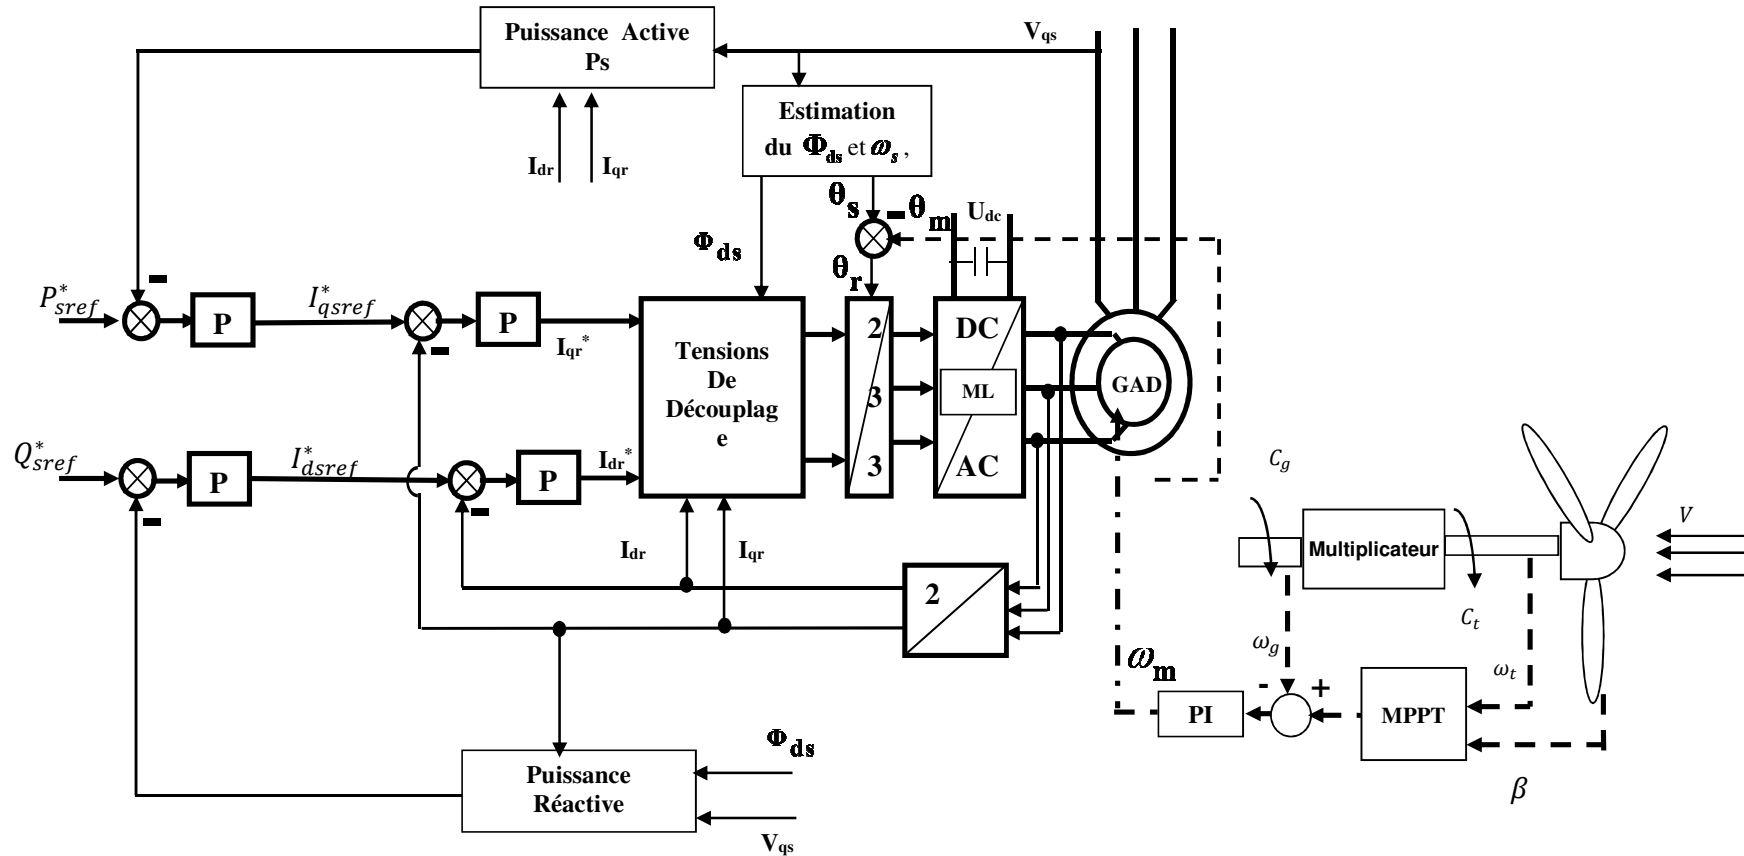 Puissance Active
Ps
V_qs
Estimation
du Φ_ds et ω_s ,
I_dr
I_qr
θ_s
- θ_m
U_dc
Φ_ds
θ_r
-
P*_sref
P
I*_qsref
-
P
I_qr*
Tensions
De
Découplag
e
2
3
3
DC
ML
AC
GAD
Q*_sref
-
P
I*_dsref
-
P
I_dr*
I_dr
I_qr
2
C_g
Multiplicateur
V
C_t
ω_g
ω_t
ω_m
PI
-
+
MPPT
β
Puissance
Réactive
Φ_ds
V_qs